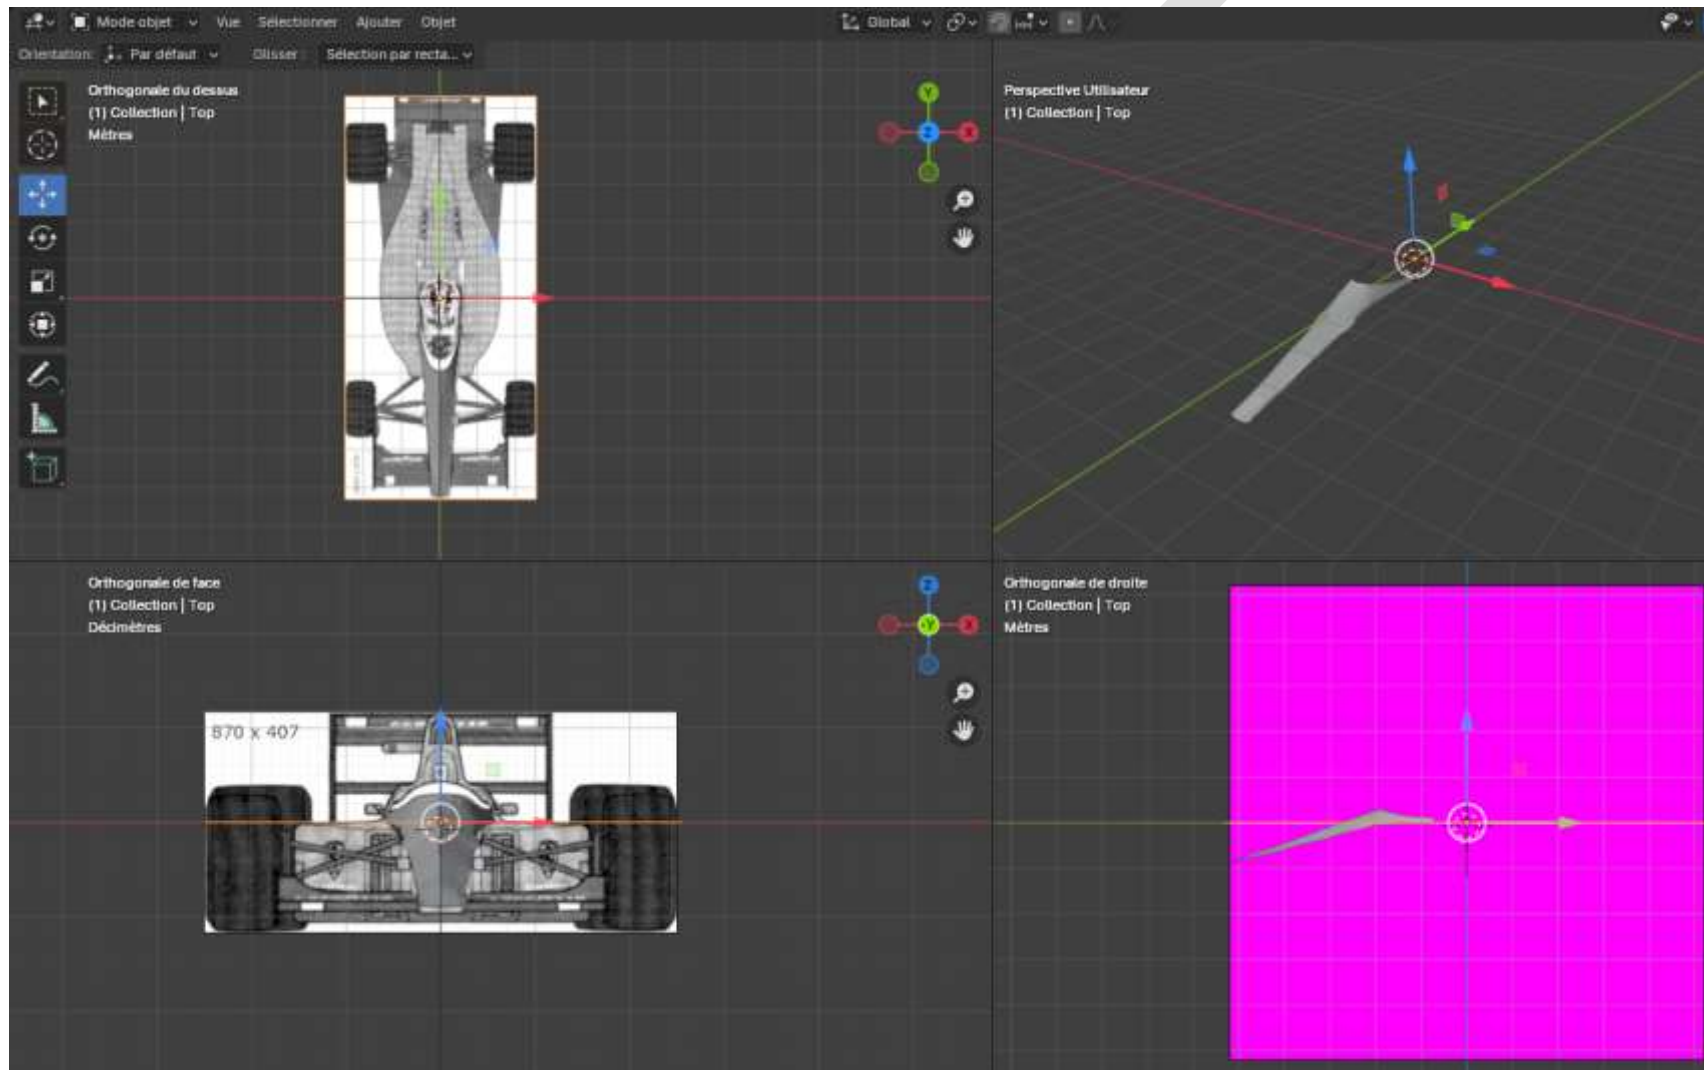 Mode objet Vue Sélectionner Ajouter Objet Global
Orientation: Par défaut Glisser : Sélection par recta...
Orthogonale du dessus
(1) Collection | Top
Mètres
Y
Z
X
Perspective Utilisateur
(1) Collection | Top
Orthogonale de face
(1) Collection | Top
Décimètres
Z
-Y
X
870 x 407
Orthogonale de droite
(1) Collection | Top
Mètres